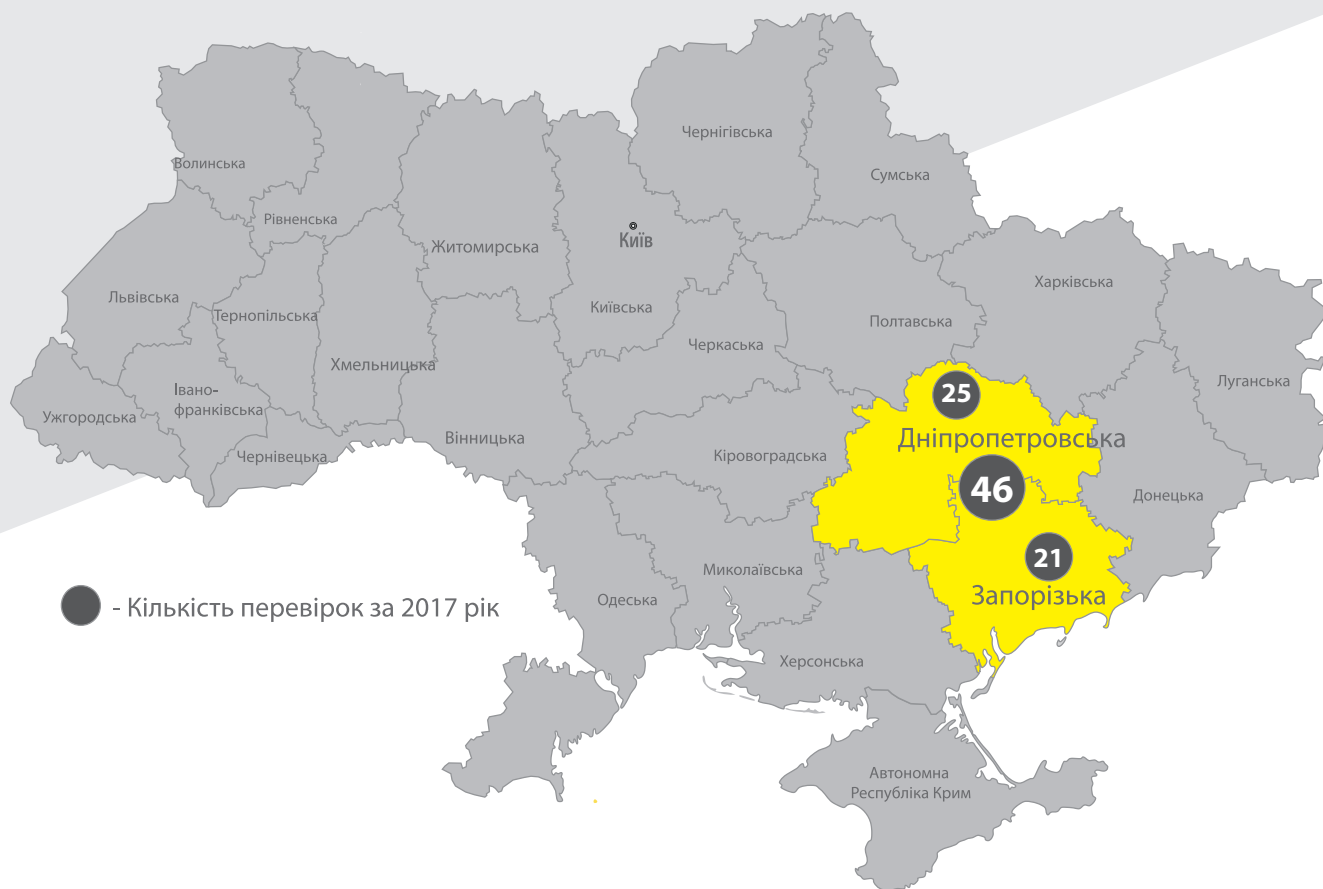 Чернігівська
Волинська
Сумська
Рівненська
Київ
Житомирська
Харківська
Львівська
Київська
Тернопільська
Полтавська
Черкаська
Хмельницька
Луганська
Івано-
франківська
25
Ужгородська
Вінницька
Дніпропетровська
Чернівецька
Кіровоградська
46
Донецька
21
Миколаївська
Одеська
Запорізька
- Кількість перевірок за 2017 рік
Херсонська
Автономна
Республіка Крим